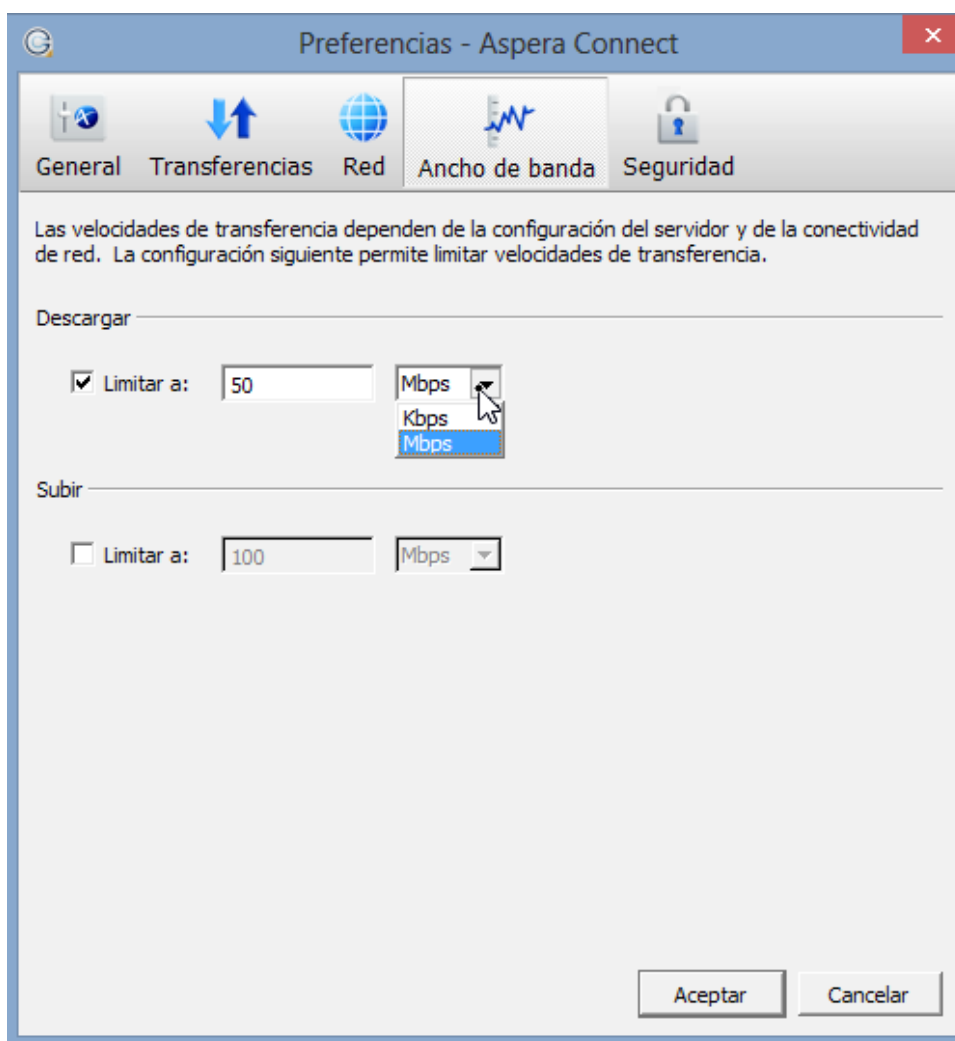 Preferencias - Aspera Connect
General Transferencias Red Ancho de banda Seguridad
Las velocidades de transferencia dependen de la configuración del servidor y de la conectividad
de red. La configuración siguiente permite limitar velocidades de transferencia.
Descargar
Limitar a: 50 Mbps
Kbps
Mbps
Subir
Limitar a: 100 Mbps
Aceptar Cancelar